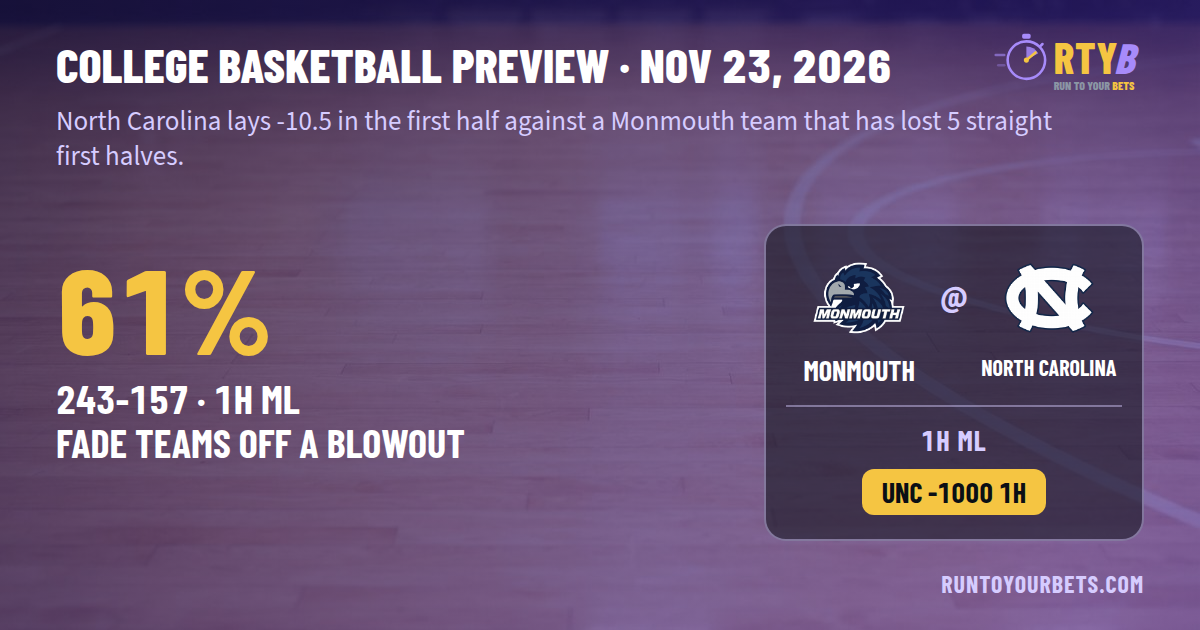 COLLEGE BASKETBALL PREVIEW · NOV 23, 2026
RTYB
RUN TO YOUR BETS
North Carolina lays -10.5 in the first half against a Monmouth team that has lost 5 straight
first halves.
61%
243-157 · 1H ML
FADE TEAMS OFF A BLOWOUT
MONMOUTH
@
NC
MONMOUTH
NORTH CAROLINA
1H ML
UNC -1000 1H
RUNTOYOURBETS.COM